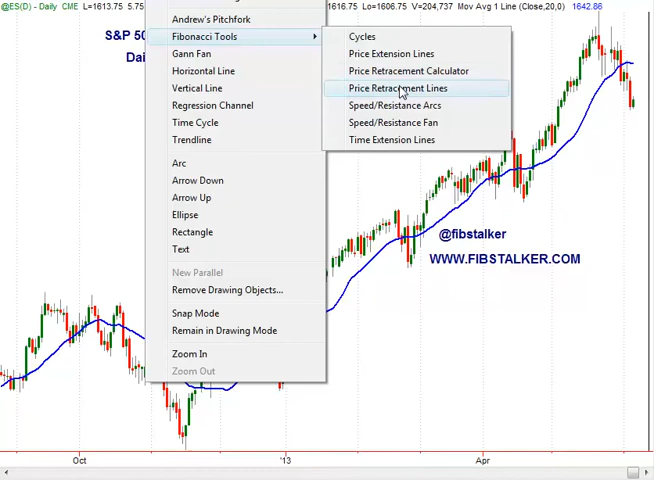 @ES(D) - Daily CME L=1613.75 5.75
Lo=1606.75 V=204,737 Mov Avg 1 Line (Close,20,0) 1642.86
S&P 50
Dai
Andrew's Pitchfork
Fibonacci Tools
Gann Fan
Horizontal Line
Vertical Line
Regression Channel
Time Cycle
Trendline
Arc
Arrow Down
Arrow Up
Ellipse
Rectangle
Text
New Parallel
Remove Drawing Objects...
Snap Mode
Remain in Drawing Mode
Zoom In
Zoom Out
Cycles
Price Extension Lines
Price Retracement Calculator
Price Retracement Lines
Speed/Resistance Arcs
Speed/Resistance Fan
Time Extension Lines
@fibstalker
WWW.FIBSTALKER.COM
Oct '13 Apr